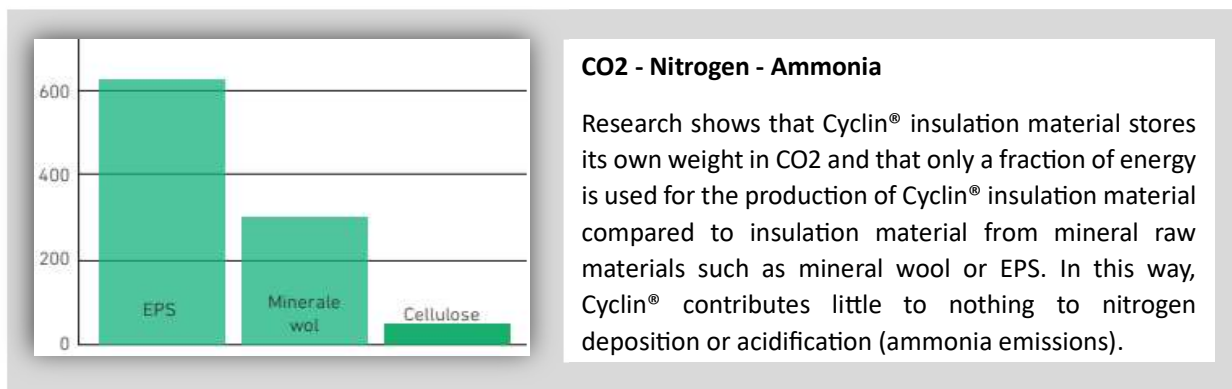 600
400
200
0
EPS
Minerale
wol
Cellulose
CO2 - Nitrogen - Ammonia
Research shows that Cyclin® insulation material stores
its own weight in CO2 and that only a fraction of energy
is used for the production of Cyclin® insulation material
compared to insulation material from mineral raw
materials such as mineral wool or EPS. In this way,
Cyclin® contributes little to nothing to nitrogen
deposition or acidification (ammonia emissions).